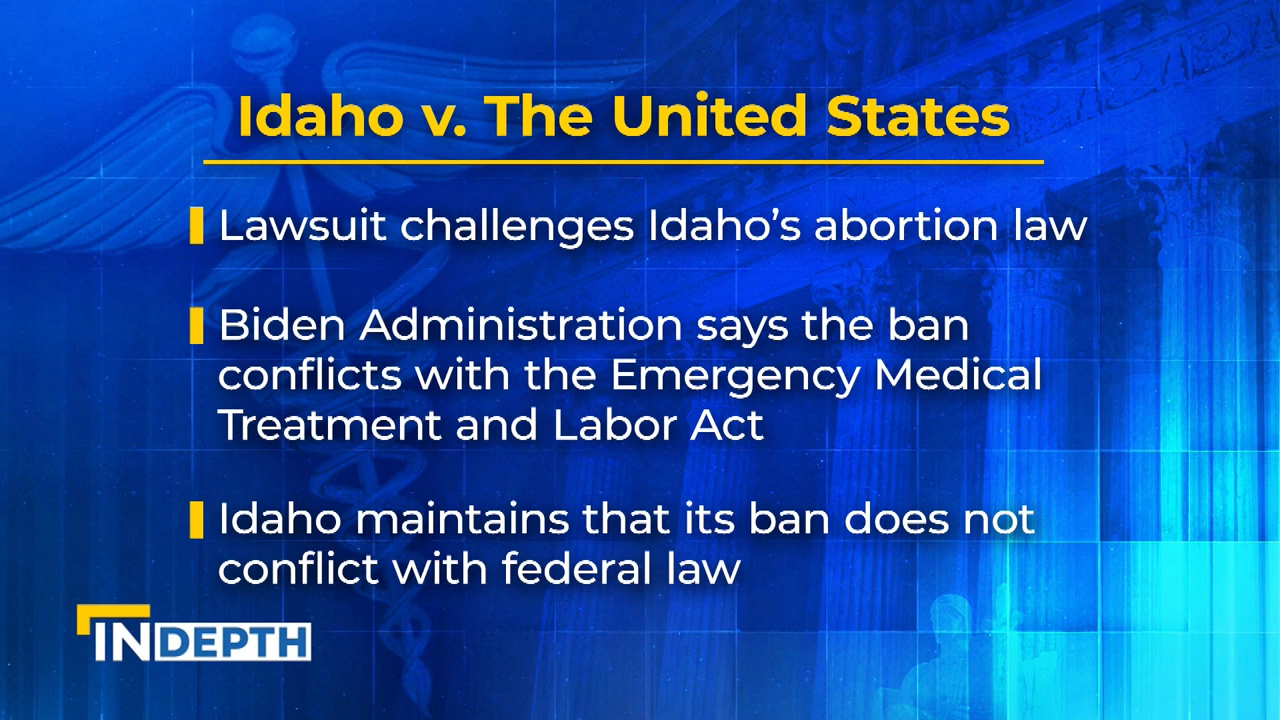 Idaho v. The United States
Lawsuit challenges Idaho’s abortion law
Biden Administration says the ban
conflicts with the Emergency Medical
Treatment and Labor Act
Idaho maintains that its ban does not
conflict with federal law
INDEPTH